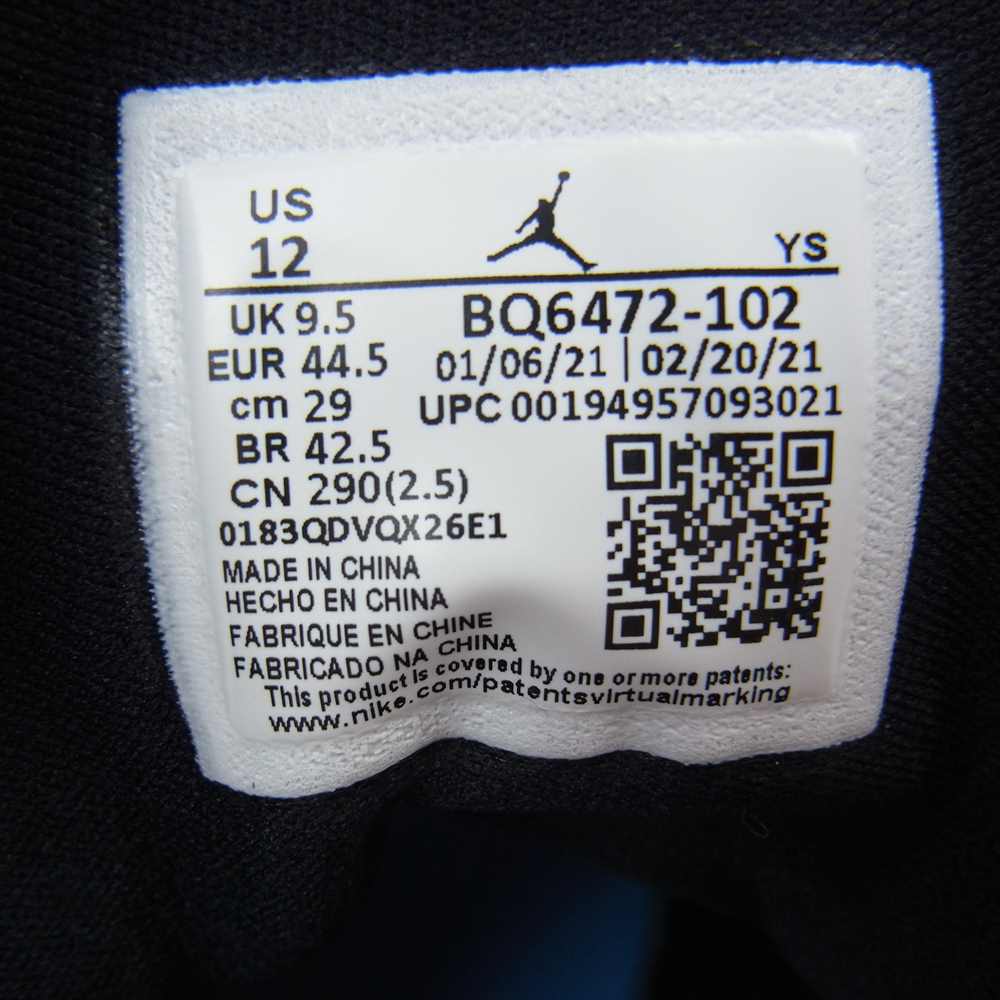 US
12
YS
UK 9.5
BQ6472-102
EUR 44.5
01/06/21 | 02/20/21
cm 29
UPC 00194957093021
BR 42.5
CN 290(2.5)
0183QDVQX26E1
MADE IN CHINA
HECHO EN CHINA
FABRIQUE EN CHINE
FABRICADO NA CHINA
This product is covered by one or more patents:
www.nike.com/patentsvirtualmarking